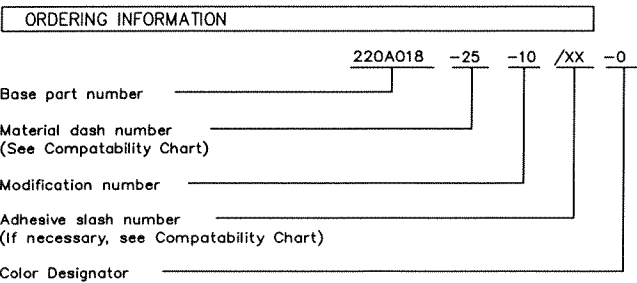 ORDERING INFORMATION
220A018 -25 -10 /XX -0
Base part number
Material dash number
(See Compatability Chart)
Modification number
Adhesive slash number
(If necessary, see Compatability Chart)
Color Designator